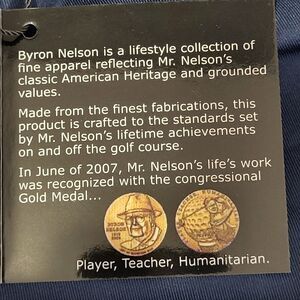 Byron Nelson is a lifestyle collection of
fine apparel reflecting Mr. Nelson's
classic American Heritage and grounded
values.
Made from the finest fabrications, this
product is crafted to the standards set
by Mr. Nelson's lifetime achievements
on and off the golf course.
In June of 2007, Mr. Nelson's life's work
was recognized with the congressional
Gold Medal...
BYRON
NELSON
Player, Teacher, Humanitarian.